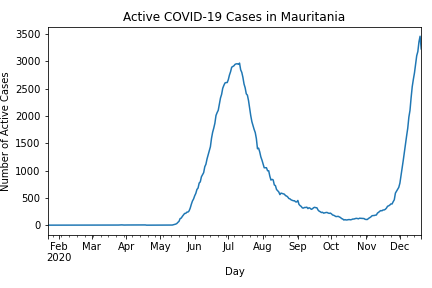 Active COVID-19 Cases in Mauritania
Number of Active Cases
3500
3000
2500
2000
1500
1000
500
0
Feb Mar Apr May Jun Jul Aug Sep Oct Nov Dec
2020
Day